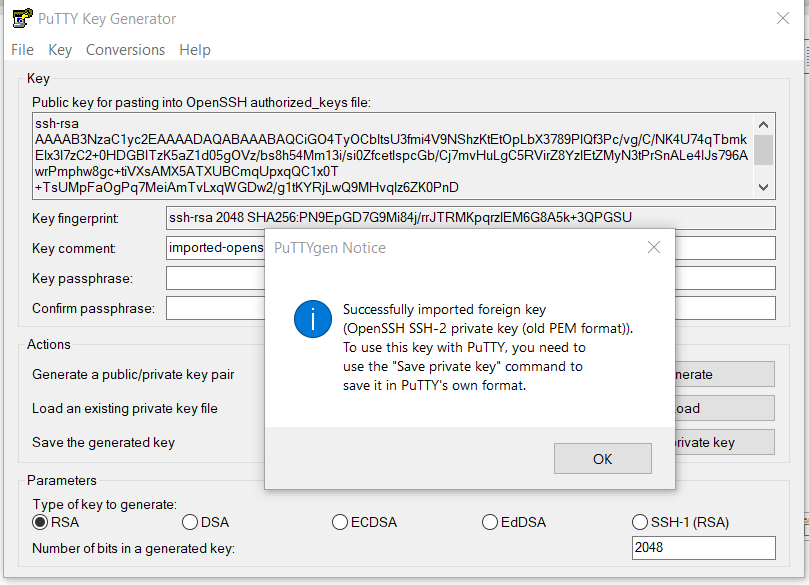 PuTTY Key Generator
File Key Conversions Help
Key
Public key for pasting into OpenSSH authorized_keys file:
ssh-rsa
AAAAB3NzaC1yc2EAAAADAQABAAABAQCiGO4TyOCbltsU3fmi4V9NShzKtEtOpLbX3789PlQf3Pc/vg/C/NK4U74qTbmk
EIx3l7zC2+0HDGBITzK5aZ1d05gOVz/bs8h54Mm13i/si0ZfcetIspcGb/Cj7mvHuLgC5RVirZ8YzlEtZMyN3tPrSnALe4lJs796A
wrPmphw8gc+tiVXsAMX5ATXUBCmqUpxqQC1x0T
+TsUMpFaOgPq7MeiAmTvLxqWGDw2/g1tKYRjLwQ9MHvqlz6ZK0PnD
Key fingerprint:
ssh-rsa 2048 SHA256:PN9EpGD7G9Mi84j/rrJTRMKpqrzlEM6G8A5k+3QPGSU
Key comment:
imported-opens
Key passphrase:
Confirm passphrase:
PuTTYgen Notice
Successfully imported foreign key
(OpenSSH SSH-2 private key (old PEM format)).
To use this key with PuTTY, you need to
use the "Save private key" command to
save it in PuTTY's own format.
OK
Actions
Generate a public/private key pair
nerate
Load an existing private key file
oad
Save the generated key
private key
Parameters
Type of key to generate:
RSA DSA ECDSA EdDSA SSH-1 (RSA)
Number of bits in a generated key:
2048